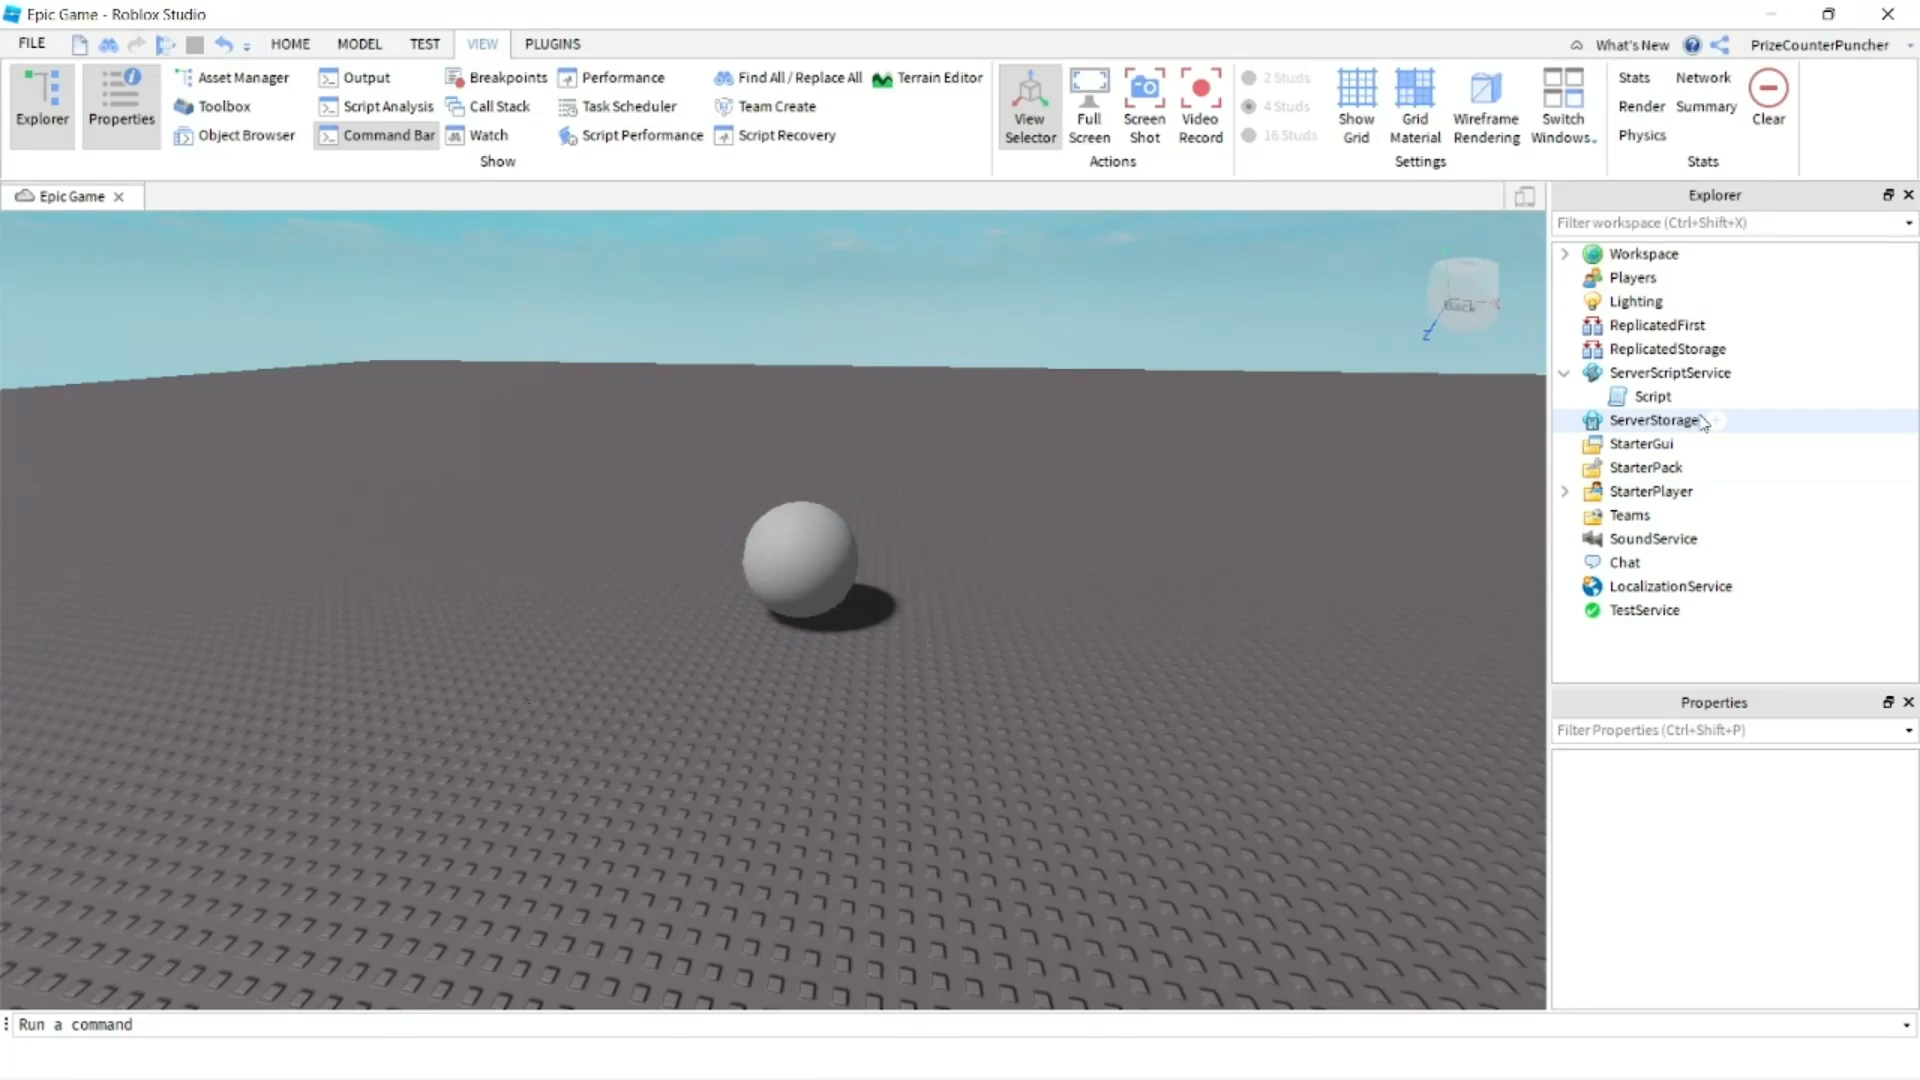 Epic Game - Roblox Studio
FILE HOME MODEL TEST VIEW PLUGINS What's New PrizeCounterPuncher
Explorer
Properties
Asset Manager
Toolbox
Object Browser
Output
Script Analysis
Command Bar
Breakpoints
Call Stack
Watch
Performance
Task Scheduler
Script Performance
Find All / Replace All
Team Create
Script Recovery
Terrain Editor
Show
View
Selector
Full
Screen
Screen
Shot
Video
Record
Actions
2 Studs
4 Studs
16 Studs
Show
Grid
Grid
Material
Wireframe
Rendering
Switch
Windows..
Settings
Stats
Network
Render
Summary
Physics
Clear
Stats
Epic Game
Back
X
Z
Explorer
Filter workspace (Ctrl+Shift+X)
Workspace
Players
Lighting
ReplicatedFirst
ReplicatedStorage
ServerScriptService
Script
ServerStorage
StarterGui
StarterPack
StarterPlayer
Teams
SoundService
Chat
LocalizationService
TestService
Properties
Filter Properties (Ctrl+Shift+P)
Run a command